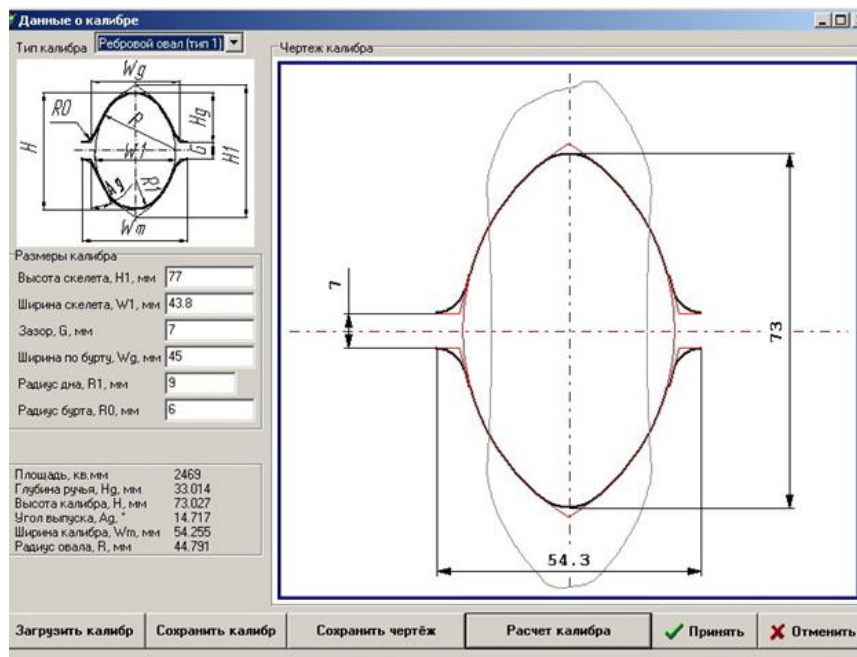 Данные о калибре
Тип калибра Ребровой овал (тип 1)
Wg
R0
R
Hg
H
W1
G
H1
Ag
R1
Wm
Размеры калибра
Высота скелета, H1, мм 77
Ширина скелета, W1, мм 43.8
Зазор, G, мм 7
Ширина по бурту, Wg, мм 45
Радиус дна, R1, мм 9
Радиус бурта, R0, мм 6
Площадь, кв.мм 2469
Глубина ручья, Hg, мм 33.014
Высота калибра, H, мм 73.027
Угол выпуска, Ag, ° 14.717
Ширина калибра, Wm, мм 54.255
Радиус овала, R, мм 44.791
Чертеж калибра
7
73
54.3
Загрузить калибр Сохранить калибр Сохранить чертёж Расчет калибра Принять Отменить